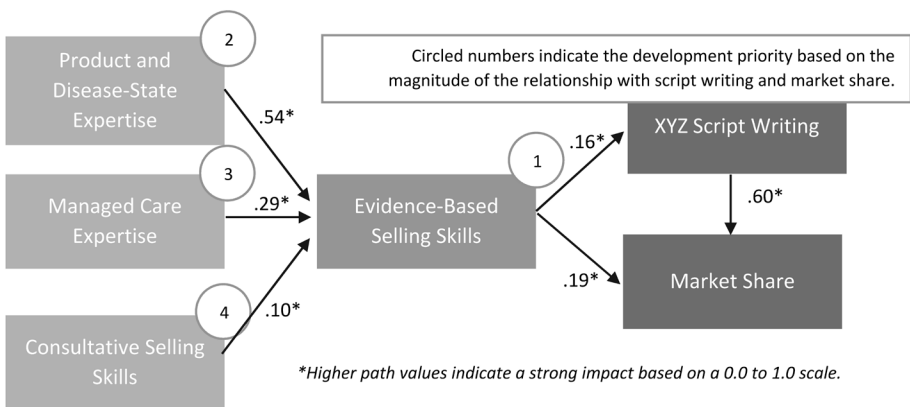 2
Product and
Disease-State
Expertise
.54*
Circled numbers indicate the development priority based on the
magnitude of the relationship with script writing and market share.
XYZ Script Writing
.16*
1
3
Managed Care
Expertise
.29*
Evidence-Based
Selling Skills
.60*
.19*
Market Share
4
.10*
Consultative Selling
Skills
*Higher path values indicate a strong impact based on a 0.0 to 1.0 scale.